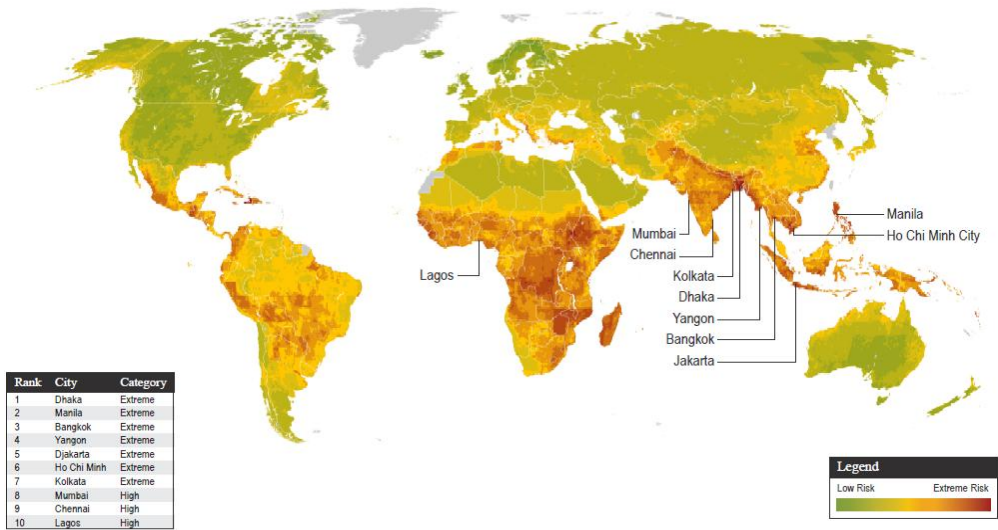 Manila
Ho Chi Minh City
Mumbai
Chennai
Lagos
Kolkata
Dhaka
Yangon
Bangkok
Jakarta
Rank City Category
1 Dhaka Extreme
2 Manila Extreme
3 Bangkok Extreme
4 Yangon Extreme
5 Djakarta Extreme
6 Ho Chi Minh Extreme
7 Kolkata Extreme
8 Mumbai High
9 Chennai High
10 Lagos High
Legend
Low Risk Extreme Risk